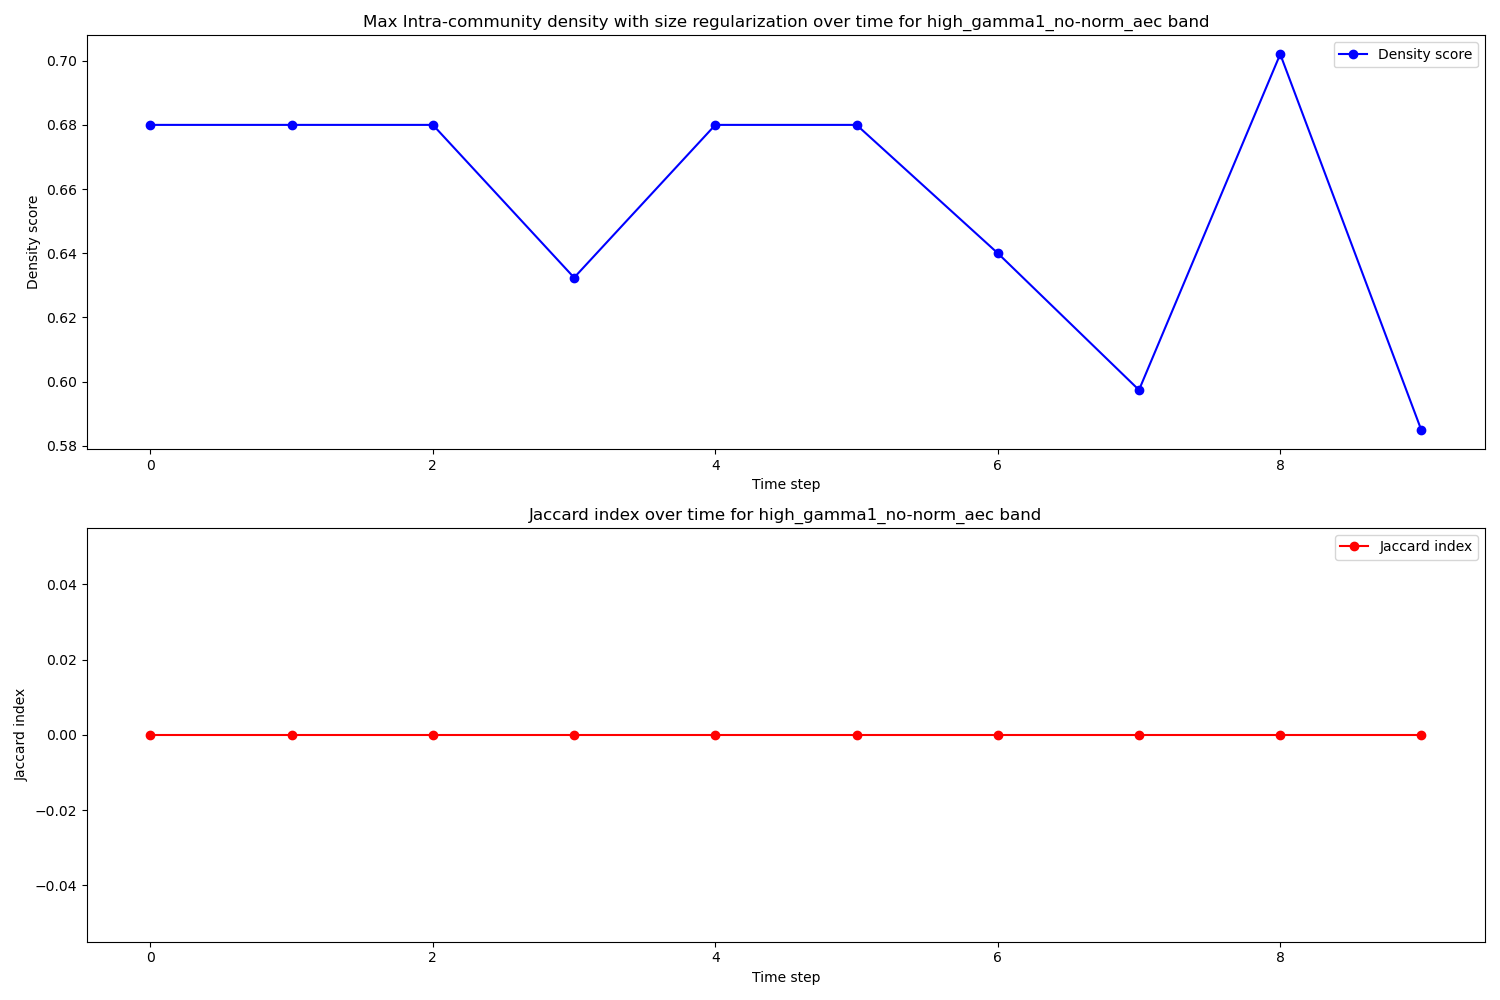 Max Intra-community density with size regularization over time for high_gamma1_no-norm_aec band
Density score
0.70
0.68
0.66
0.64
0.62
0.60
0.58
Density score
0 2 4 6 8
Time step
Jaccard index over time for high_gamma1_no-norm_aec band
Jaccard index
0.04
0.02
0.00
−0.02
−0.04
Jaccard index
0 2 4 6 8
Time step